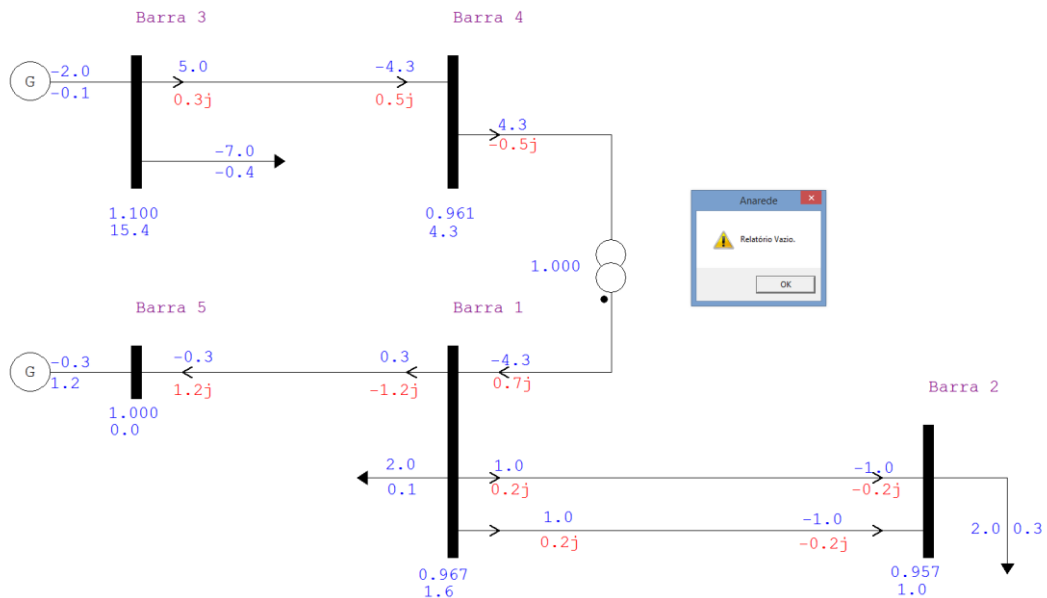 Barra 3
Barra 4
G
-2.0
-0.1
5.0
0.3j
-4.3
0.5j
4.3
-0.5j
-7.0
-0.4
1.100
15.4
0.961
4.3
Anarede
x
Relatório Vazio.
OK
1.000
Barra 5
Barra 1
G
-0.3
1.2
-0.3
1.2j
0.3
-1.2j
-4.3
0.7j
1.000
0.0
Barra 2
2.0
0.1
1.0
0.2j
-1.0
-0.2j
1.0
0.2j
-1.0
-0.2j
2.0 0.3
0.967
1.6
0.957
1.0